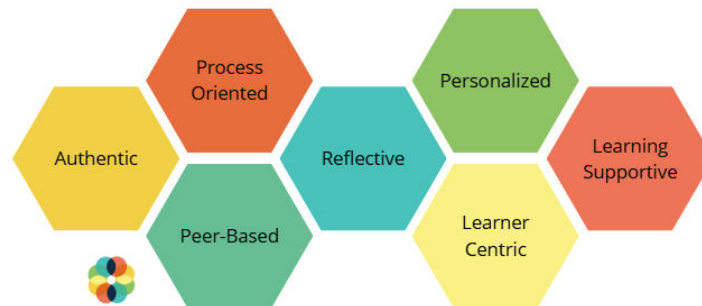 Process
Oriented
Personalized
Authentic
Reflective
Learning
Supportive
Peer-Based
Learner
Centric